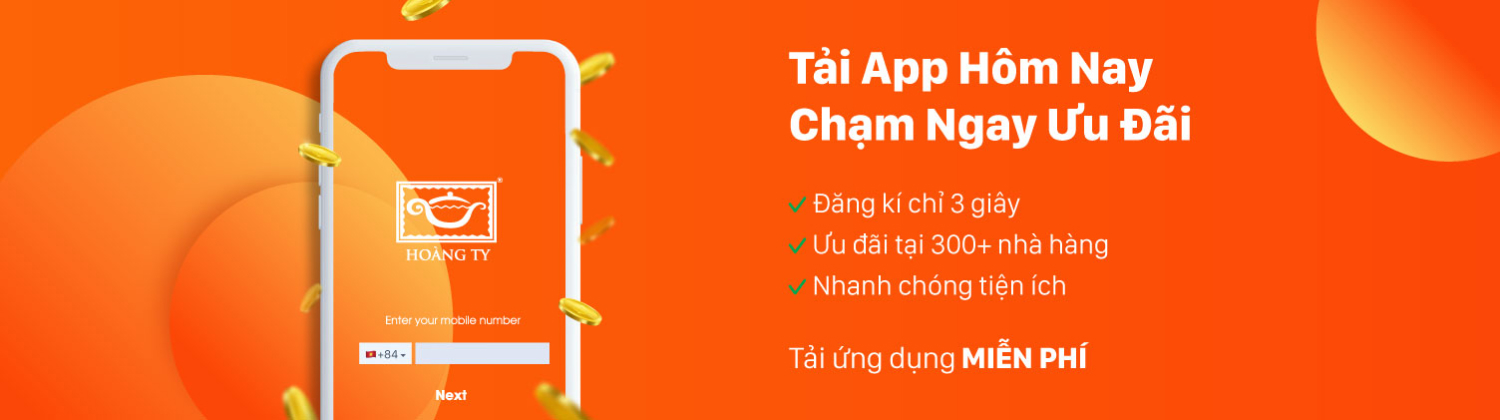 HOÀNG TY
Enter your mobile number
+84
Next
Tải App Hôm Nay
Chạm Ngay Ưu Đãi
Đăng kí chỉ 3 giây
Ưu đãi tại 300+ nhà hàng
Nhanh chóng tiện ích
Tải ứng dụng MIỄN PHÍ